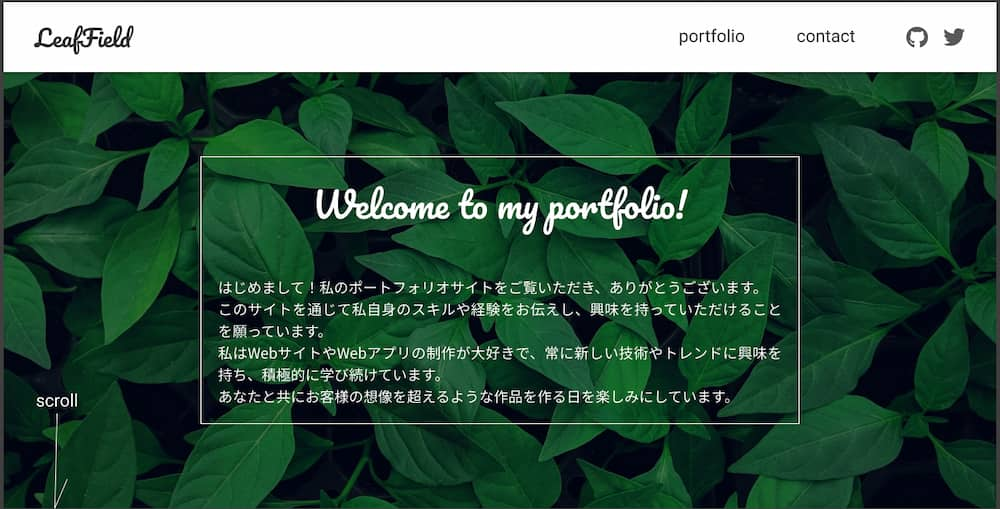 LeafField
portfolio
contact
Welcome to my portfolio!
はじめまして！私のポートフォリオサイトをご覧いただき、ありがとうございます。
このサイトを通じて私自身のスキルや経験をお伝えし、興味を持っていただけること
を願っています。
私はWebサイトやWebアプリの制作が大好きで、常に新しい技術やトレンドに興味を
持ち、積極的に学び続けています。
あなたと共にお客様の想像を超えるような作品を作る日を楽しみにしています。
scroll